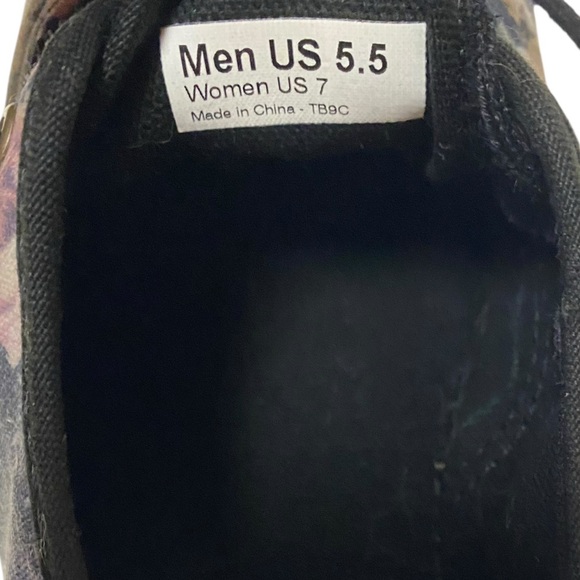 Men US 5.5
Women US 7
Made in China - TB9C